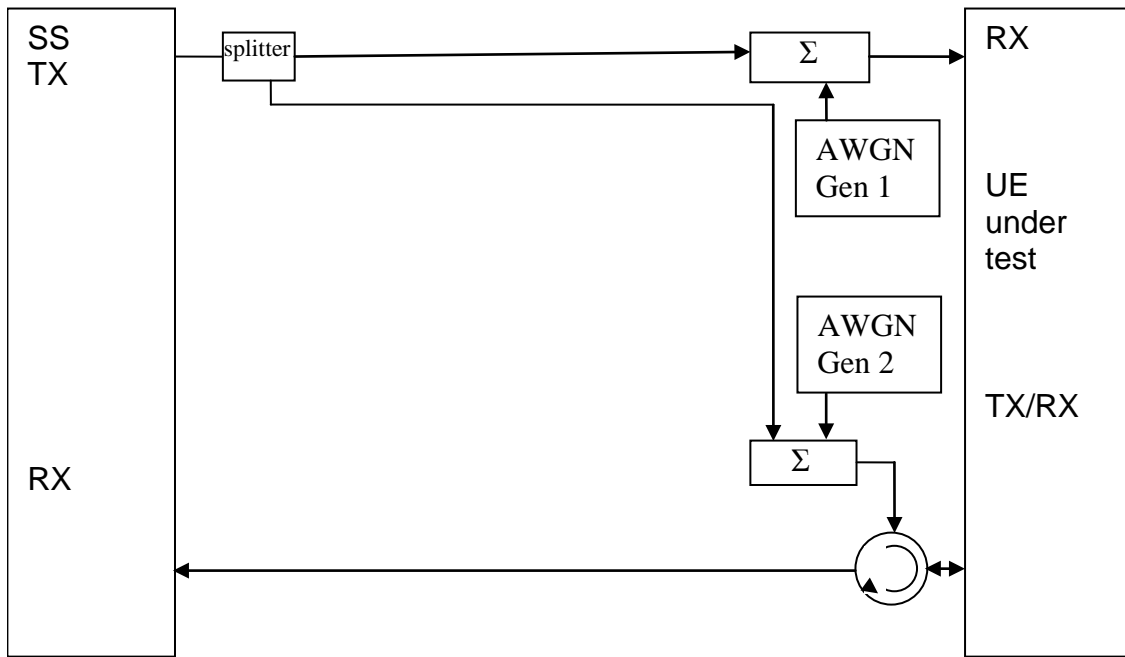 SS
TX
splitter
Σ
RX
AWGN
Gen 1
UE
under
test
AWGN
Gen 2
TX/RX
Σ
RX